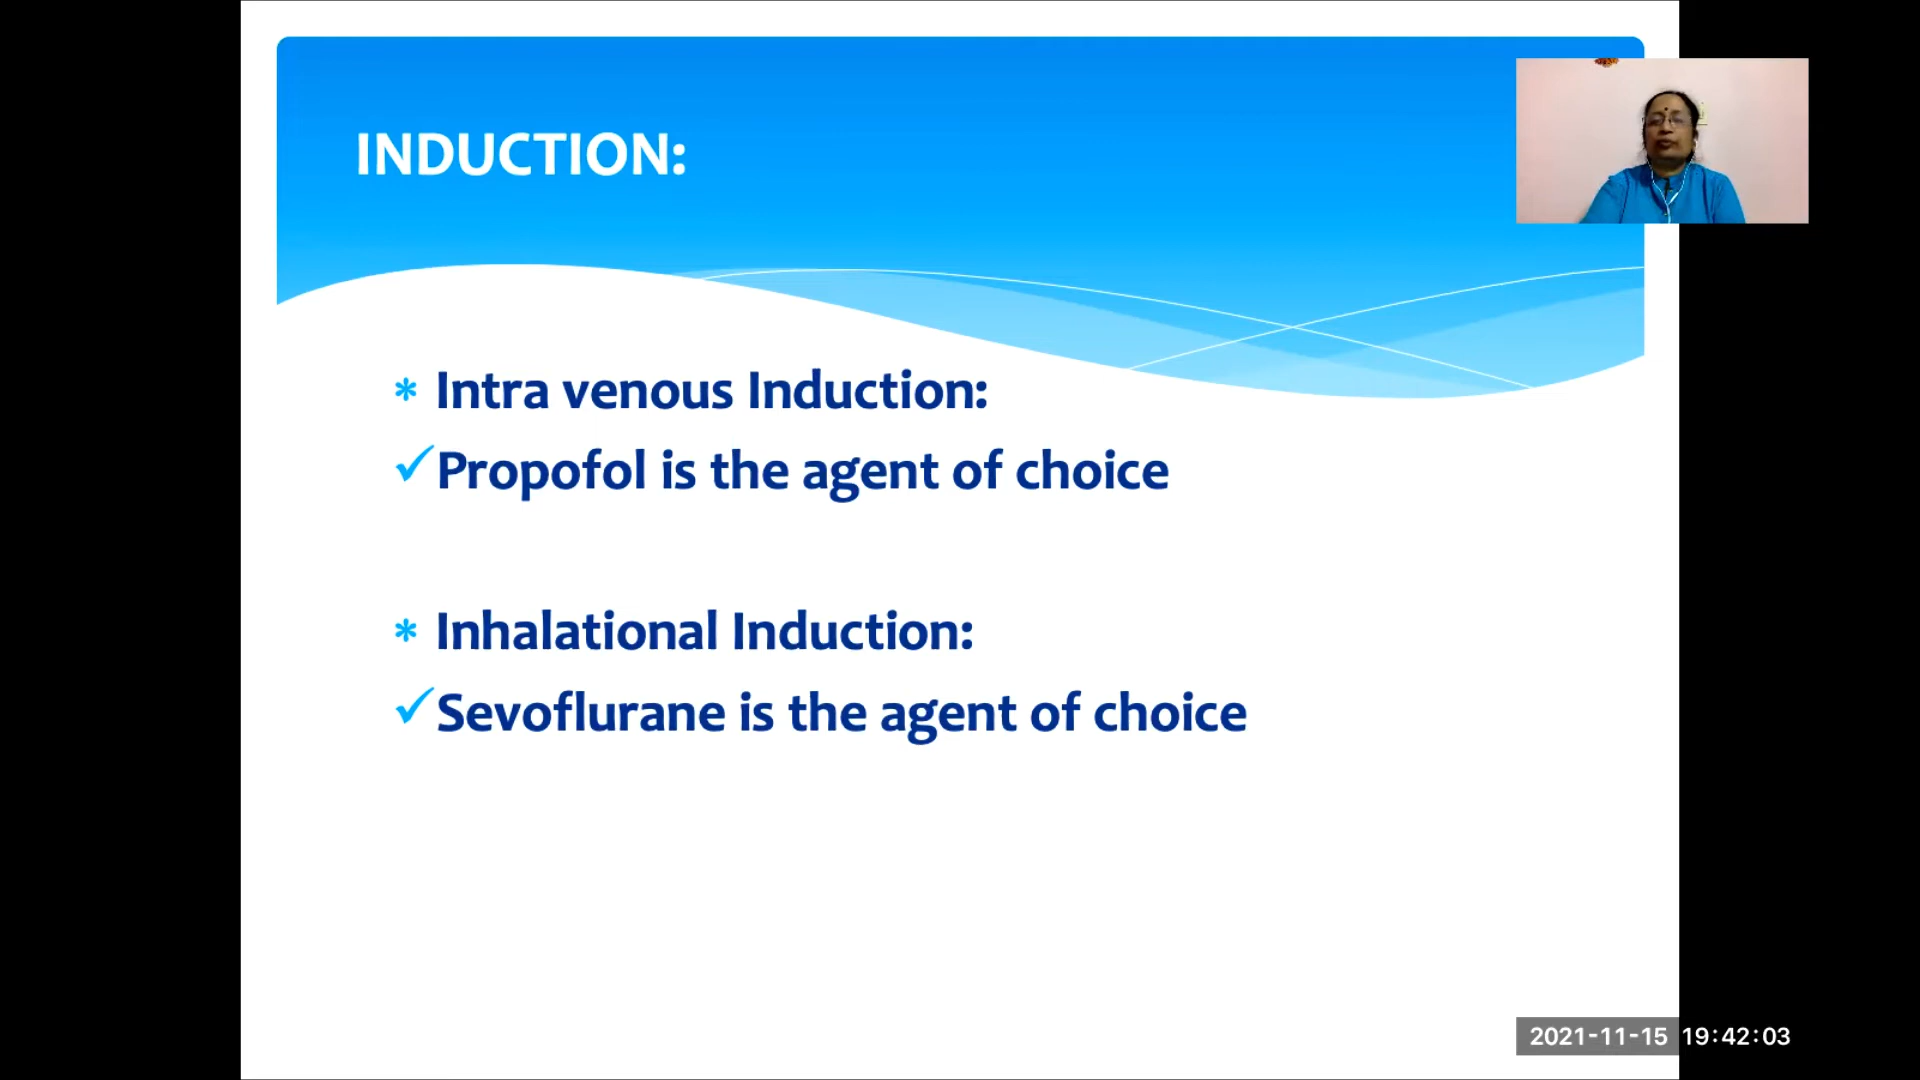 INDUCTION:
* Intra venous Induction:
✓Propofol is the agent of choice
* Inhalational Induction:
✓Sevoflurane is the agent of choice
2021-11-15 19:42:03